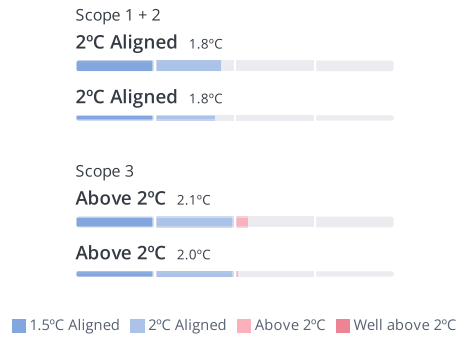 Scope 1 + 2
2ºC Aligned 1.8ºC
2ºC Aligned 1.8ºC
Scope 3
Above 2ºC 2.1ºC
Above 2ºC 2.0ºC
1.5ºC Aligned 2ºC Aligned Above 2ºC Well above 2ºC